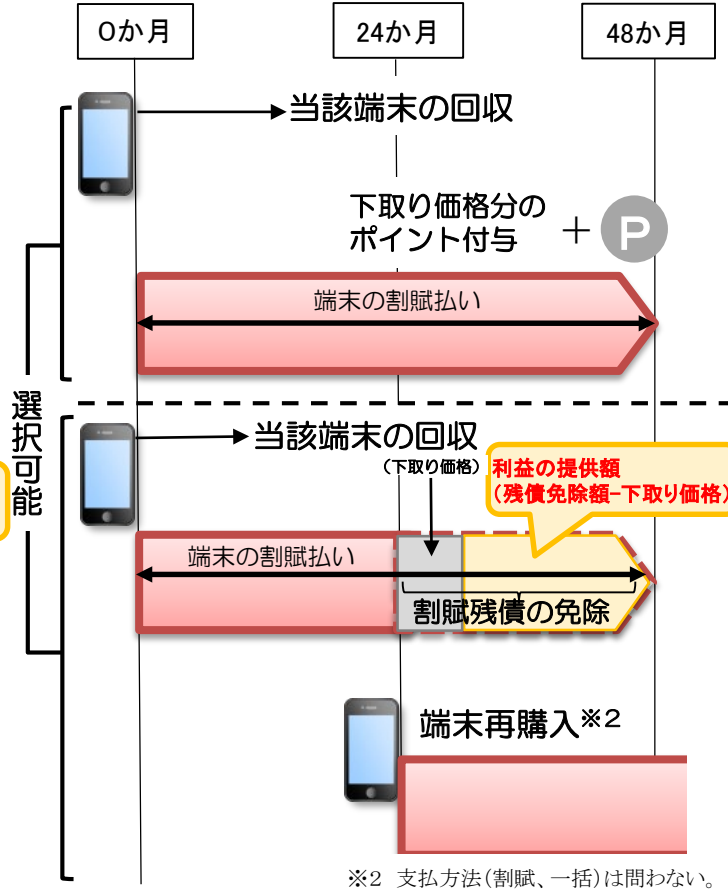 0か月
24か月
48か月
当該端末の回収
下取り価格分の
ポイント付与
+
P
端末の割賦払い
選択可能
当該端末の回収
(下取り価格)
利益の提供額
(残債免除額-下取り価格)
端末の割賦払い
割賦残債の免除
端末再購入※2
※2 支払方法(割賦、一括)は問わない。